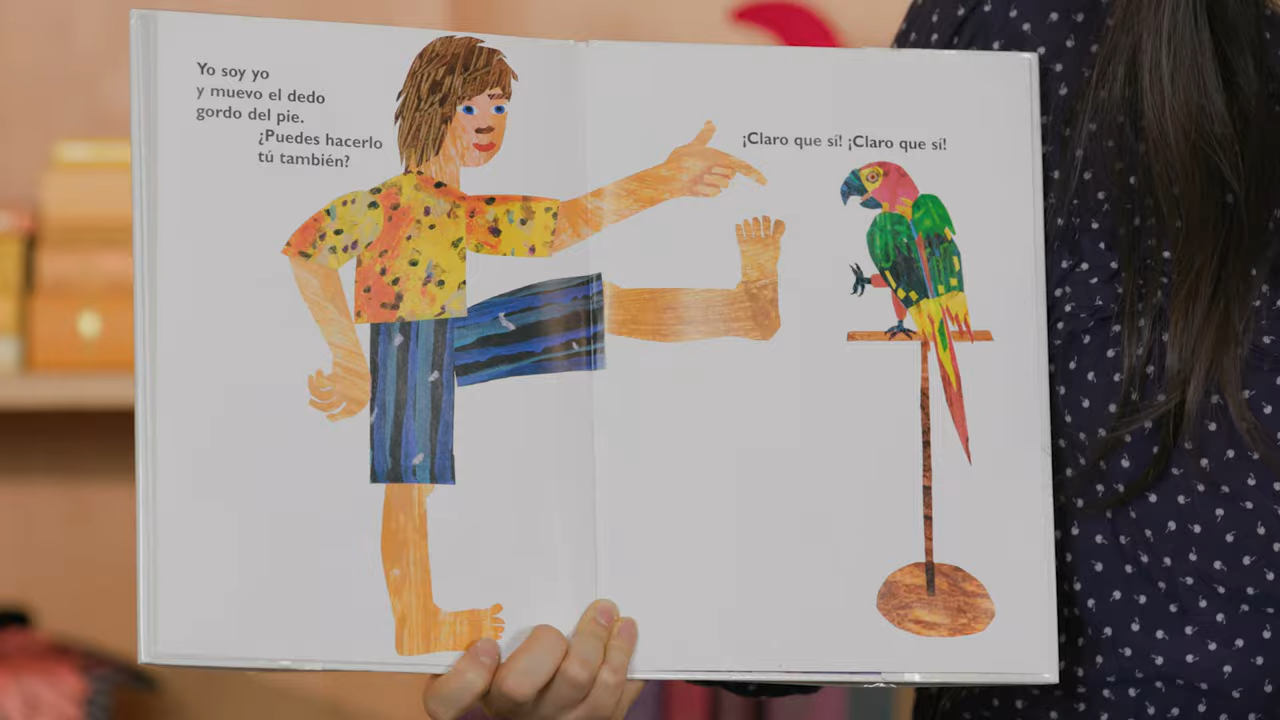 Yo soy yo
y muevo el dedo
gordo del pie.
¿Puedes hacerlo
tú también?
¡Claro que sí! ¡Claro que sí!